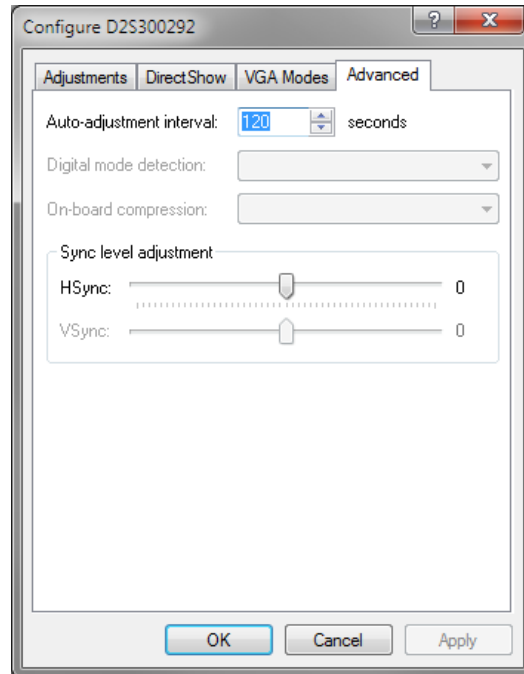 Configure D2S300292
Adjustments DirectShow VGA Modes Advanced
Auto-adjustment interval: 120 seconds
Digital mode detection:
On-board compression:
Sync level adjustment
HSync: 0
VSync: 0
OK Cancel Apply